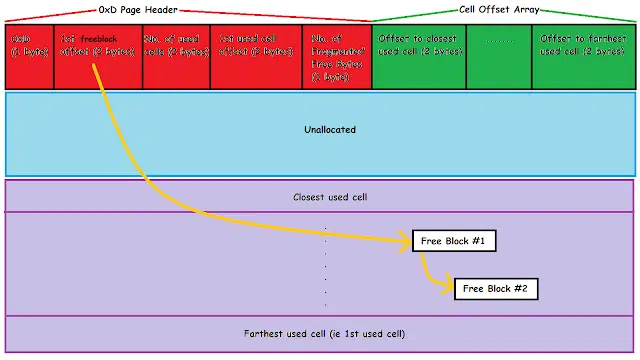 0xD Page Header
Cell Offset Array
0x0D
(1 byte)
1st freeblock
offset (2 bytes)
No. of used
cells (2 bytes)
1st used cell
offset (2 bytes)
No. of
Fragmented
Free Bytes
(1 byte)
Offset to closest
used cell (2 bytes)
.........
Offset to farthest
used cell (2 bytes)
Unallocated
Closest used cell
Free Block #1
Free Block #2
Farthest used cell (ie 1st used cell)